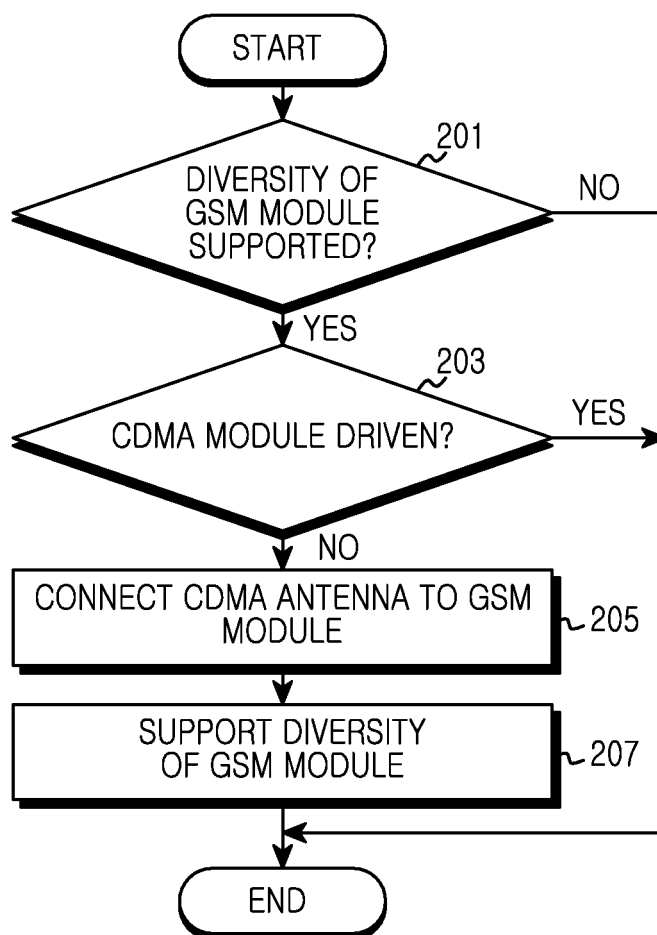 START
201
DIVERSITY OF
GSM MODULE
SUPPORTED?
NO
YES
203
CDMA MODULE DRIVEN?
YES
NO
CONNECT CDMA ANTENNA TO GSM
MODULE
205
SUPPORT DIVERSITY
OF GSM MODULE
207
END